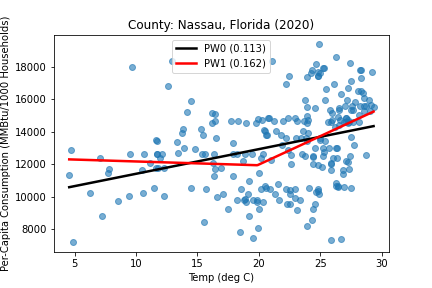 County: Nassau, Florida (2020)
PW0 (0.113)
PW1 (0.162)
Per-Capita Consumption (MMBtu/1000 Households)
18000
16000
14000
12000
10000
8000
5
10
15
20
25
30
Temp (deg C)